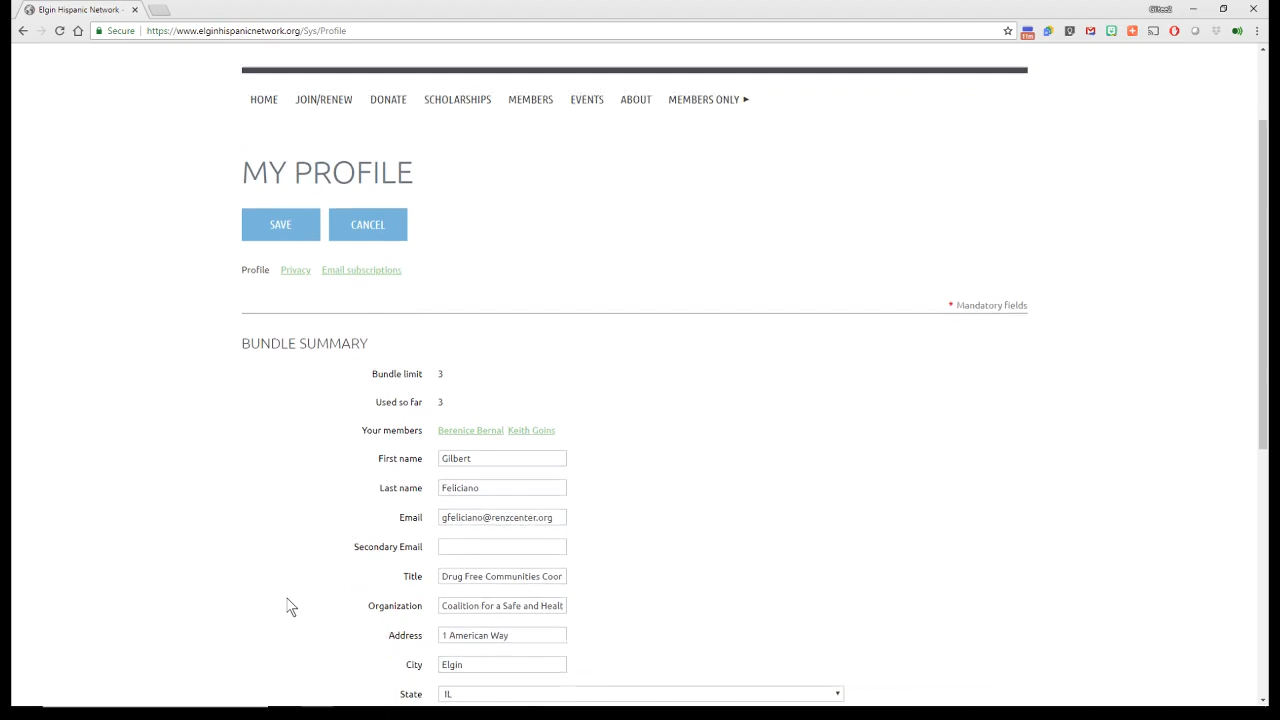 Elgin Hispanic Network -
Giltee2
Secure https://www.elginhispanicnetwork.org/Sys/Profile
11m
HOME JOIN/RENEW DONATE SCHOLARSHIPS MEMBERS EVENTS ABOUT MEMBERS ONLY
MY PROFILE
SAVE CANCEL
Profile Privacy Email subscriptions
* Mandatory fields
BUNDLE SUMMARY
Bundle limit 3
Used so far 3
Your members Berenice Bernal Keith Goins
First name Gilbert
Last name Feliciano
Email gfeliciano@renzcenter.org
Secondary Email
Title Drug Free Communities Coor
Organization Coalition for a Safe and Healt
Address 1 American Way
City Elgin
State IL